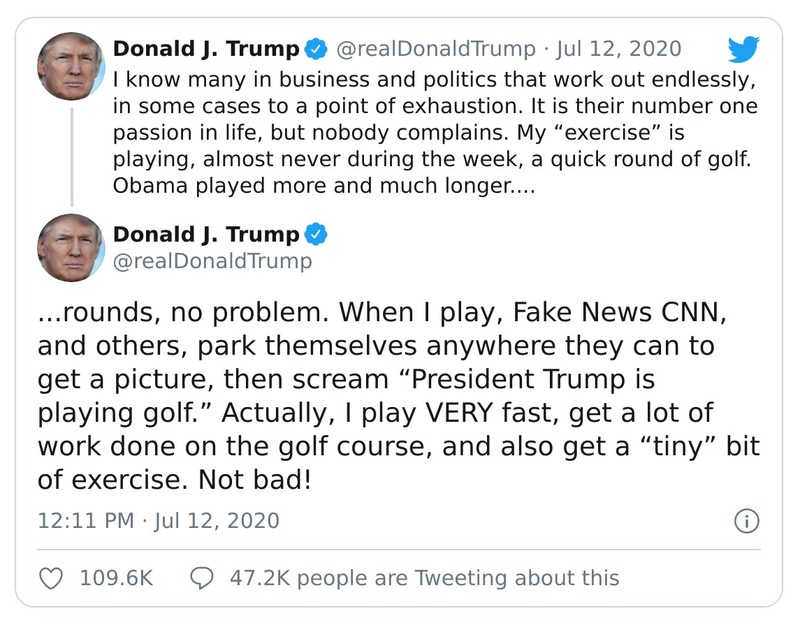 Donald J. Trump @realDonaldTrump · Jul 12, 2020
I know many in business and politics that work out endlessly,
in some cases to a point of exhaustion. It is their number one
passion in life, but nobody complains. My “exercise” is
playing, almost never during the week, a quick round of golf.
Obama played more and much longer....
Donald J. Trump
@realDonaldTrump
...rounds, no problem. When I play, Fake News CNN,
and others, park themselves anywhere they can to
get a picture, then scream “President Trump is
playing golf.” Actually, I play VERY fast, get a lot of
work done on the golf course, and also get a “tiny” bit
of exercise. Not bad!
12:11 PM · Jul 12, 2020
109.6K 47.2K people are Tweeting about this